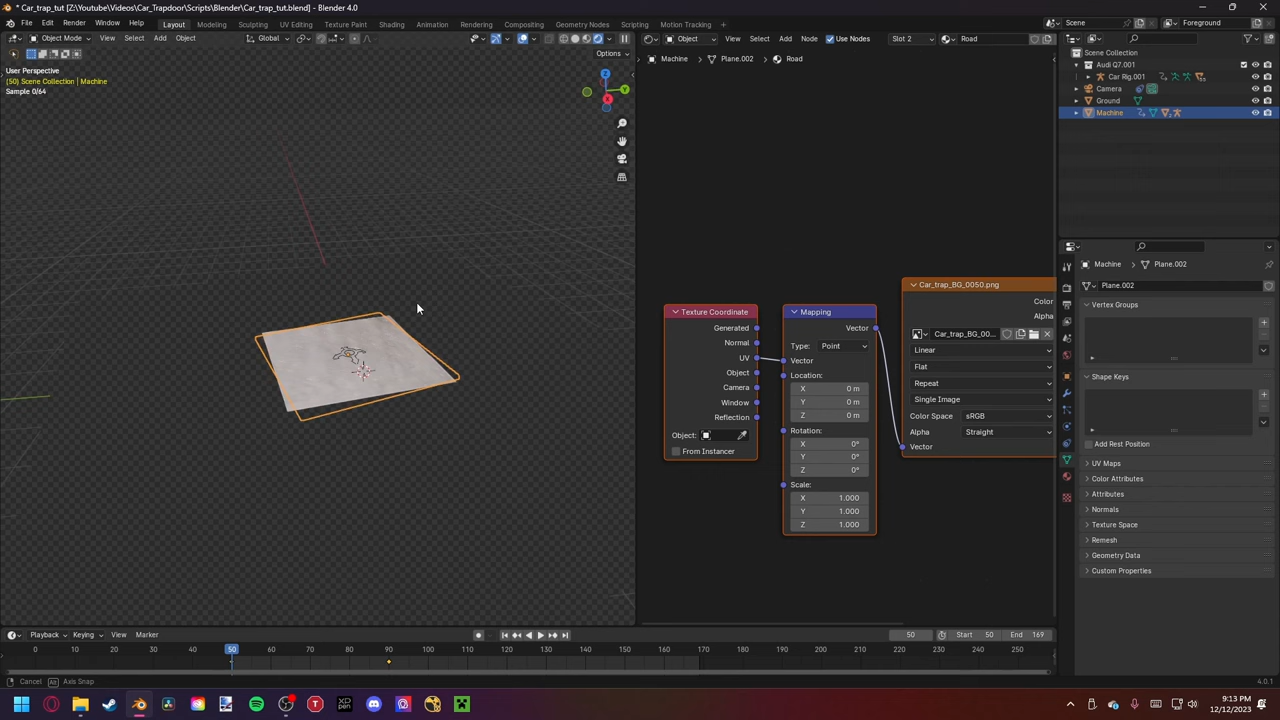 * Car_trap_tut [Z:\Youtube\Videos\Car_Trapdoor\Scripts\Blender\Car_trap_tut.blend] - Blender 4.0
File Edit Render Window Help Layout Modeling Sculpting UV Editing Texture Paint Shading Animation Rendering Compositing Geometry Nodes Scripting Motion Tracking + Scene Foreground
Object Mode View Select Add Object Global Object View Select Add Node Use Nodes Slot 2 Road
Options
User Perspective
(50) Scene Collection | Machine
Sample 0/64
Z
Y
X
Machine > Plane.002 > Road
Scene Collection
Audi Q7.001
Car Rig.001
Camera
Ground
Machine
Machine > Plane.002
Plane.002
Vertex Groups
Shape Keys
Add Rest Position
UV Maps
Color Attributes
Attributes
Normals
Texture Space
Remesh
Geometry Data
Custom Properties
Texture Coordinate
Generated
Normal
UV
Object
Camera
Window
Reflection
Object:
From Instancer
Mapping
Vector
Type: Point
Vector
Location:
X 0 m
Y 0 m
Z 0 m
Rotation:
X 0°
Y 0°
Z 0°
Scale:
X 1.000
Y 1.000
Z 1.000
Car_trap_BG_0050.png
Color
Alpha
Car_trap_BG_00...
Linear
Flat
Repeat
Single Image
Color Space sRGB
Alpha Straight
Vector
Playback Keying View Marker 50 Start 50 End 169
0 10 20 30 40 50 60 70 80 90 100 110 120 130 140 150 160 170 180 190 200 210 220 230 240 250
Cancel Alt Axis Snap 4.0.1
XP PEN
9:13 PM
12/12/2023